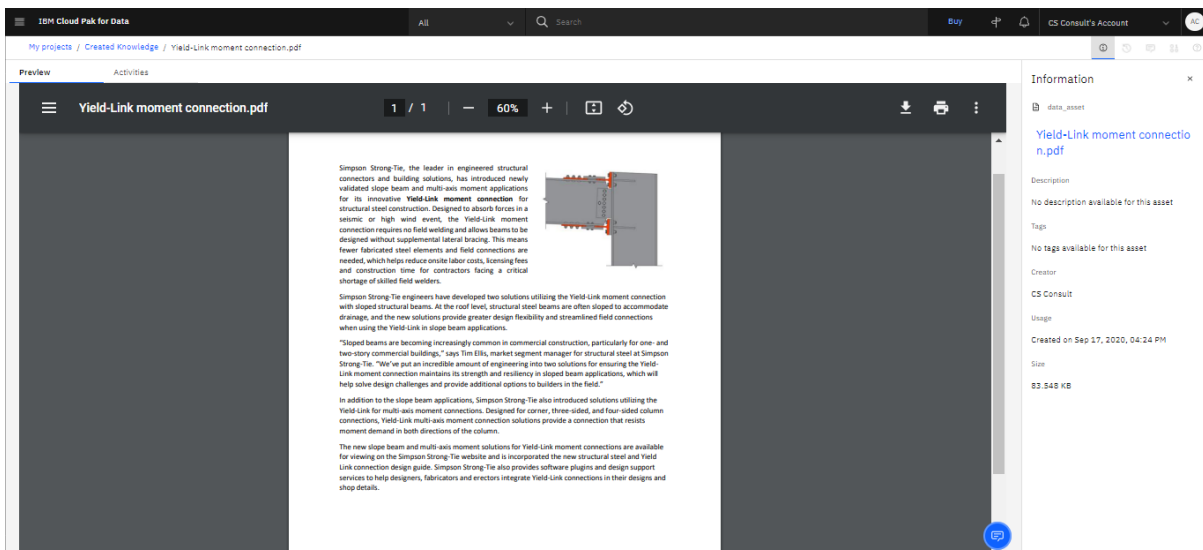 IBM Cloud Pak for Data
All
Search
Buy
CS Consult's Account
AC
My projects / Created Knowledge / Yield-Link moment connection.pdf
Preview
Activities
Yield-Link moment connection.pdf
1 / 1
60%
Simpson Strong-Tie, the leader in engineered structural
connectors and building solutions, has introduced newly
validated slope beam and multi-axis moment applications
for its innovative Yield-Link moment connection for
structural steel construction. Designed to absorb forces in a
seismic or high wind event, the Yield-Link moment
connection requires no field welding and allows beams to be
designed without supplemental lateral bracing. This means
fewer fabricated steel elements and field connections are
needed, which helps reduce onsite labor costs, licensing fees
and construction time for contractors facing a critical
shortage of skilled field welders.
Simpson Strong-Tie engineers have developed two solutions utilizing the Yield-Link moment connection
with sloped structural beams. At the roof level, structural steel beams are often sloped to accommodate
drainage, and the new solutions provide greater design flexibility and streamlined field connections
when using the Yield-Link in slope beam applications.
"Sloped beams are becoming increasingly common in commercial construction, particularly for one- and
two-story commercial buildings," says Tim Ellis, market segment manager for structural steel at Simpson
Strong-Tie. "We've put an incredible amount of engineering into two solutions for ensuring the Yield-
Link moment connection maintains its strength and resiliency in sloped beam applications, which will
help solve design challenges and provide additional options to builders in the field."
In addition to the slope beam applications, Simpson Strong-Tie also introduced solutions utilizing the
Yield-Link for multi-axis moment connections. Designed for corner, three-sided, and four-sided column
connections, Yield-Link multi-axis moment connection solutions provide a connection that resists
moment demand in both directions of the column.
The new slope beam and multi-axis moment solutions for Yield-Link moment connections are available
for viewing on the Simpson Strong-Tie website and is incorporated the new structural steel and Yield
Link connection design guide. Simpson Strong-Tie also provides software plugins and design support
services to help designers, fabricators and erectors integrate Yield-Link connections in their designs and
shop details.
Information
data_asset
Yield-Link moment connectio
n.pdf
Description
No description available for this asset
Tags
No tags available for this asset
Creator
CS Consult
Usage
Created on Sep 17, 2020, 04:24 PM
Size
83.548 KB